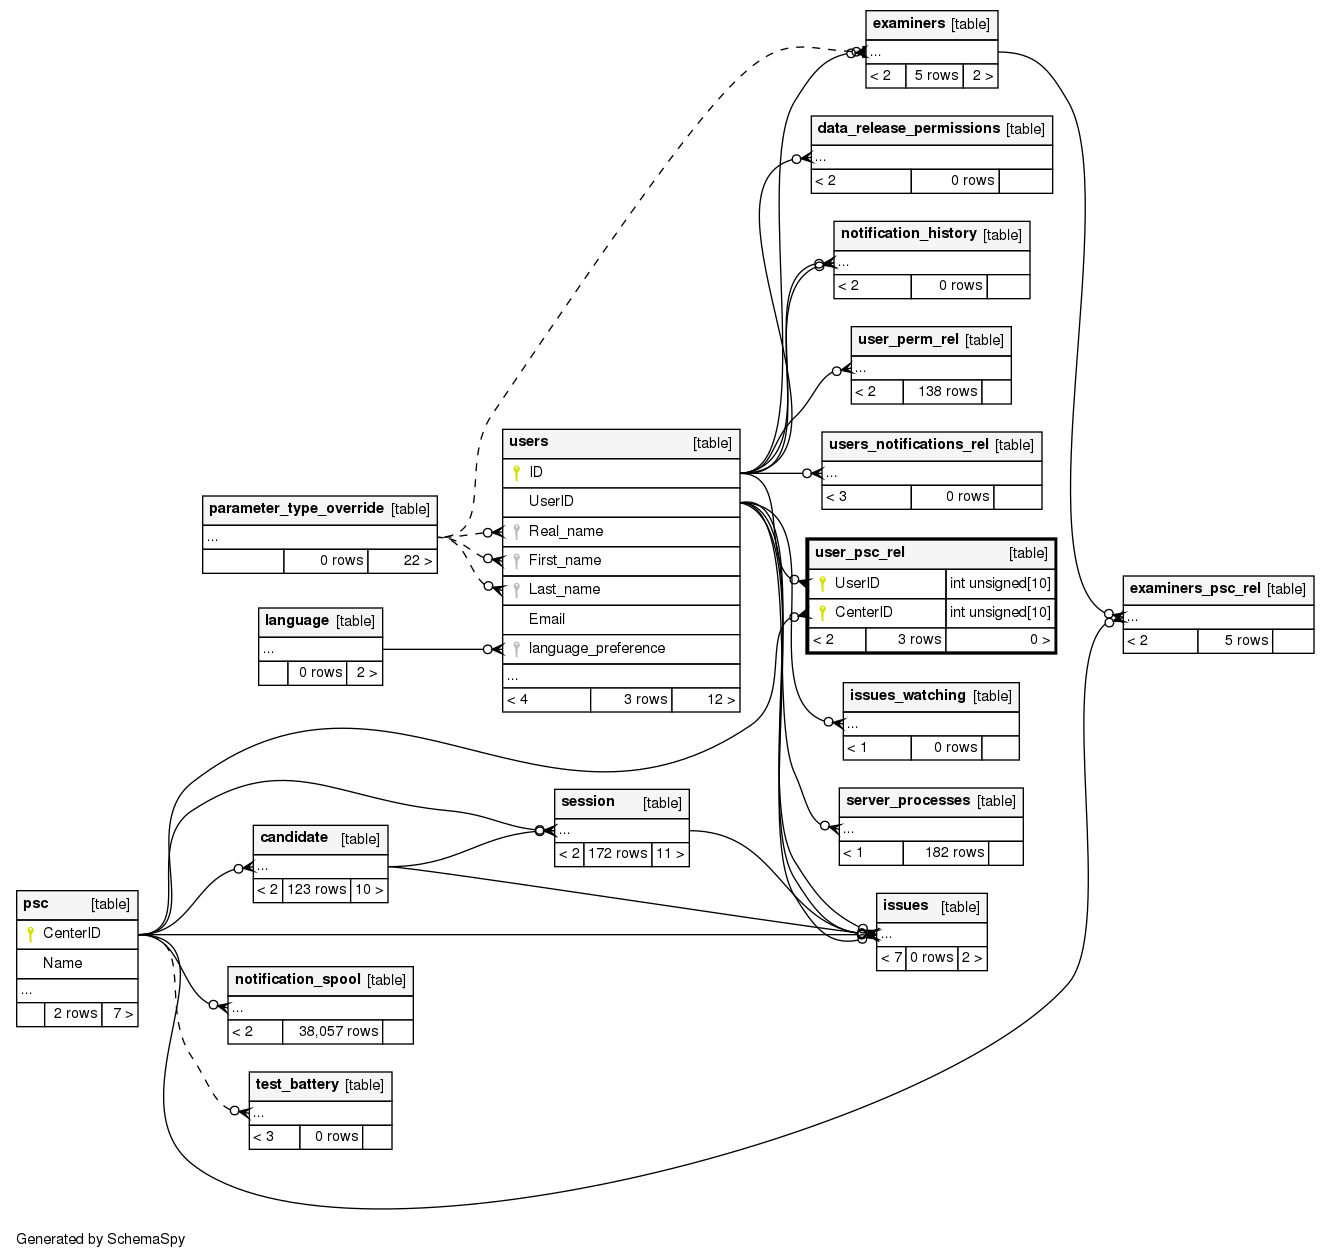 examiners [table]
...
< 2 5 rows 2 >
data_release_permissions [table]
...
< 2 0 rows
notification_history [table]
...
< 2 0 rows
user_perm_rel [table]
...
< 2 138 rows
users [table]
ID
UserID
Real_name
First_name
Last_name
Email
language_preference
...
< 4 3 rows 12 >
users_notifications_rel [table]
...
< 3 0 rows
parameter_type_override [table]
...
0 rows 22 >
user_psc_rel [table]
UserID int unsigned[10]
CenterID int unsigned[10]
< 2 3 rows 0 >
examiners_psc_rel [table]
...
< 2 5 rows
language [table]
...
0 rows 2 >
issues_watching [table]
...
< 1 0 rows
session [table]
...
< 2 172 rows 11 >
server_processes [table]
...
< 1 182 rows
candidate [table]
...
< 2 123 rows 10 >
psc [table]
CenterID
Name
...
2 rows 7 >
issues [table]
...
< 7 0 rows 2 >
notification_spool [table]
...
< 2 38,057 rows
test_battery [table]
...
< 3 0 rows
Generated by SchemaSpy